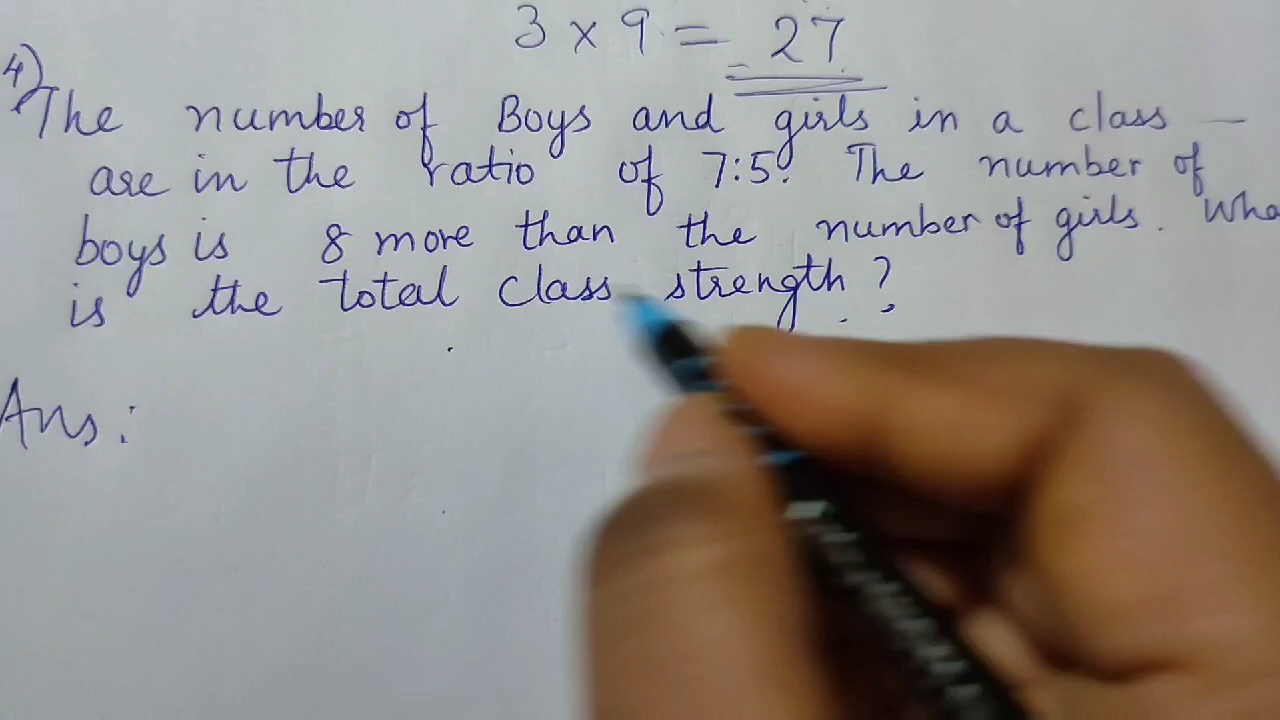 3 × 9 = 27
4) The number of Boys and girls in a class —
are in the ratio of 7:5. The number of
boys is 8 more than the number of girls. Wha
is the total class strength?
Ans: